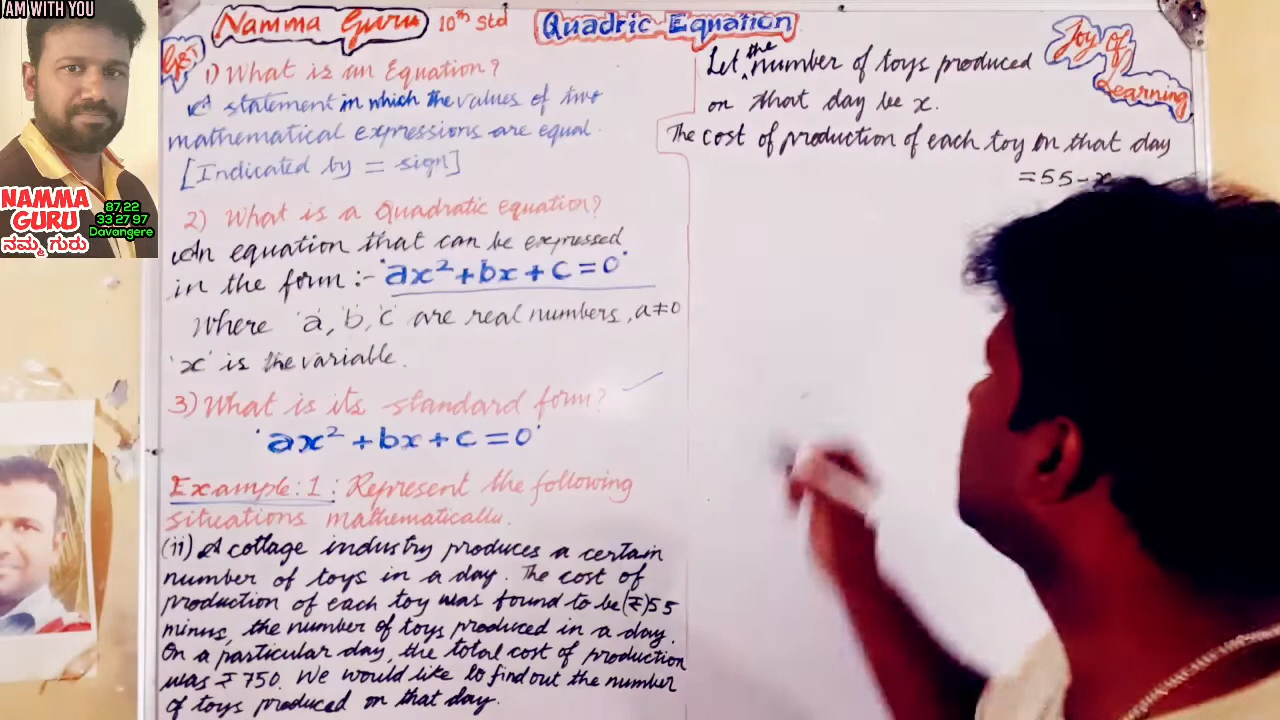 I AM WITH YOU
NAMMA
GURU
ನಮ್ಮ ಗುರು
87 22
33 27 97
Davangere
GBT
Namma Guru 10th Std Quadric Equation
Joy Of
Learning
1) What is an Equation?
A statement in which the values of two
mathematical expressions are equal.
[Indicated by = sign]
2) What is a Quadratic equation?
An equation that can be expressed
in the form :- 'ax²+bx+c=0'
Where 'a, b, c' are real numbers, a≠0
'x' is the variable.
3) What is its standard form?
'ax²+bx+c=0'
Example:1: Represent the following
situations mathematically.
(ii) A cottage industry produces a certain
number of toys in a day. The cost of
production of each toy was found to be (₹)55
minus, the number of toys produced in a day.
On a particular day, the total cost of production
was ₹750. We would like to find out the number
of toys produced on that day.
Let the number of toys produced
on that day be x.
The cost of production of each toy on that day
=55-x